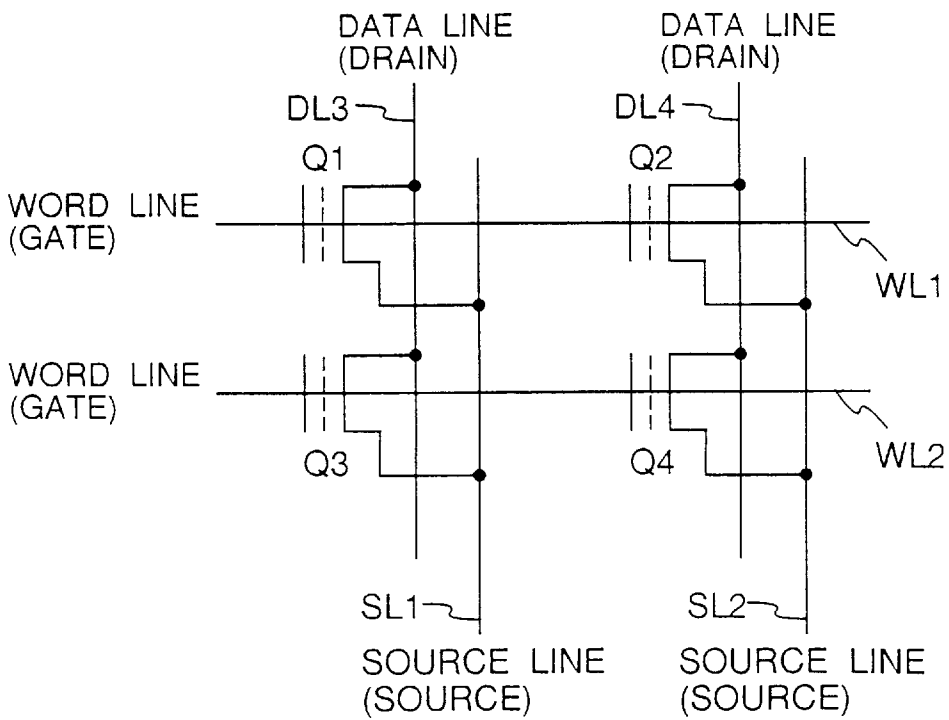 DATA LINE
(DRAIN)
DATA LINE
(DRAIN)
DL3
DL4
Q1
Q2
WORD LINE
(GATE)
WL1
WORD LINE
(GATE)
WL2
Q3
Q4
SL1
SL2
SOURCE LINE
(SOURCE)
SOURCE LINE
(SOURCE)